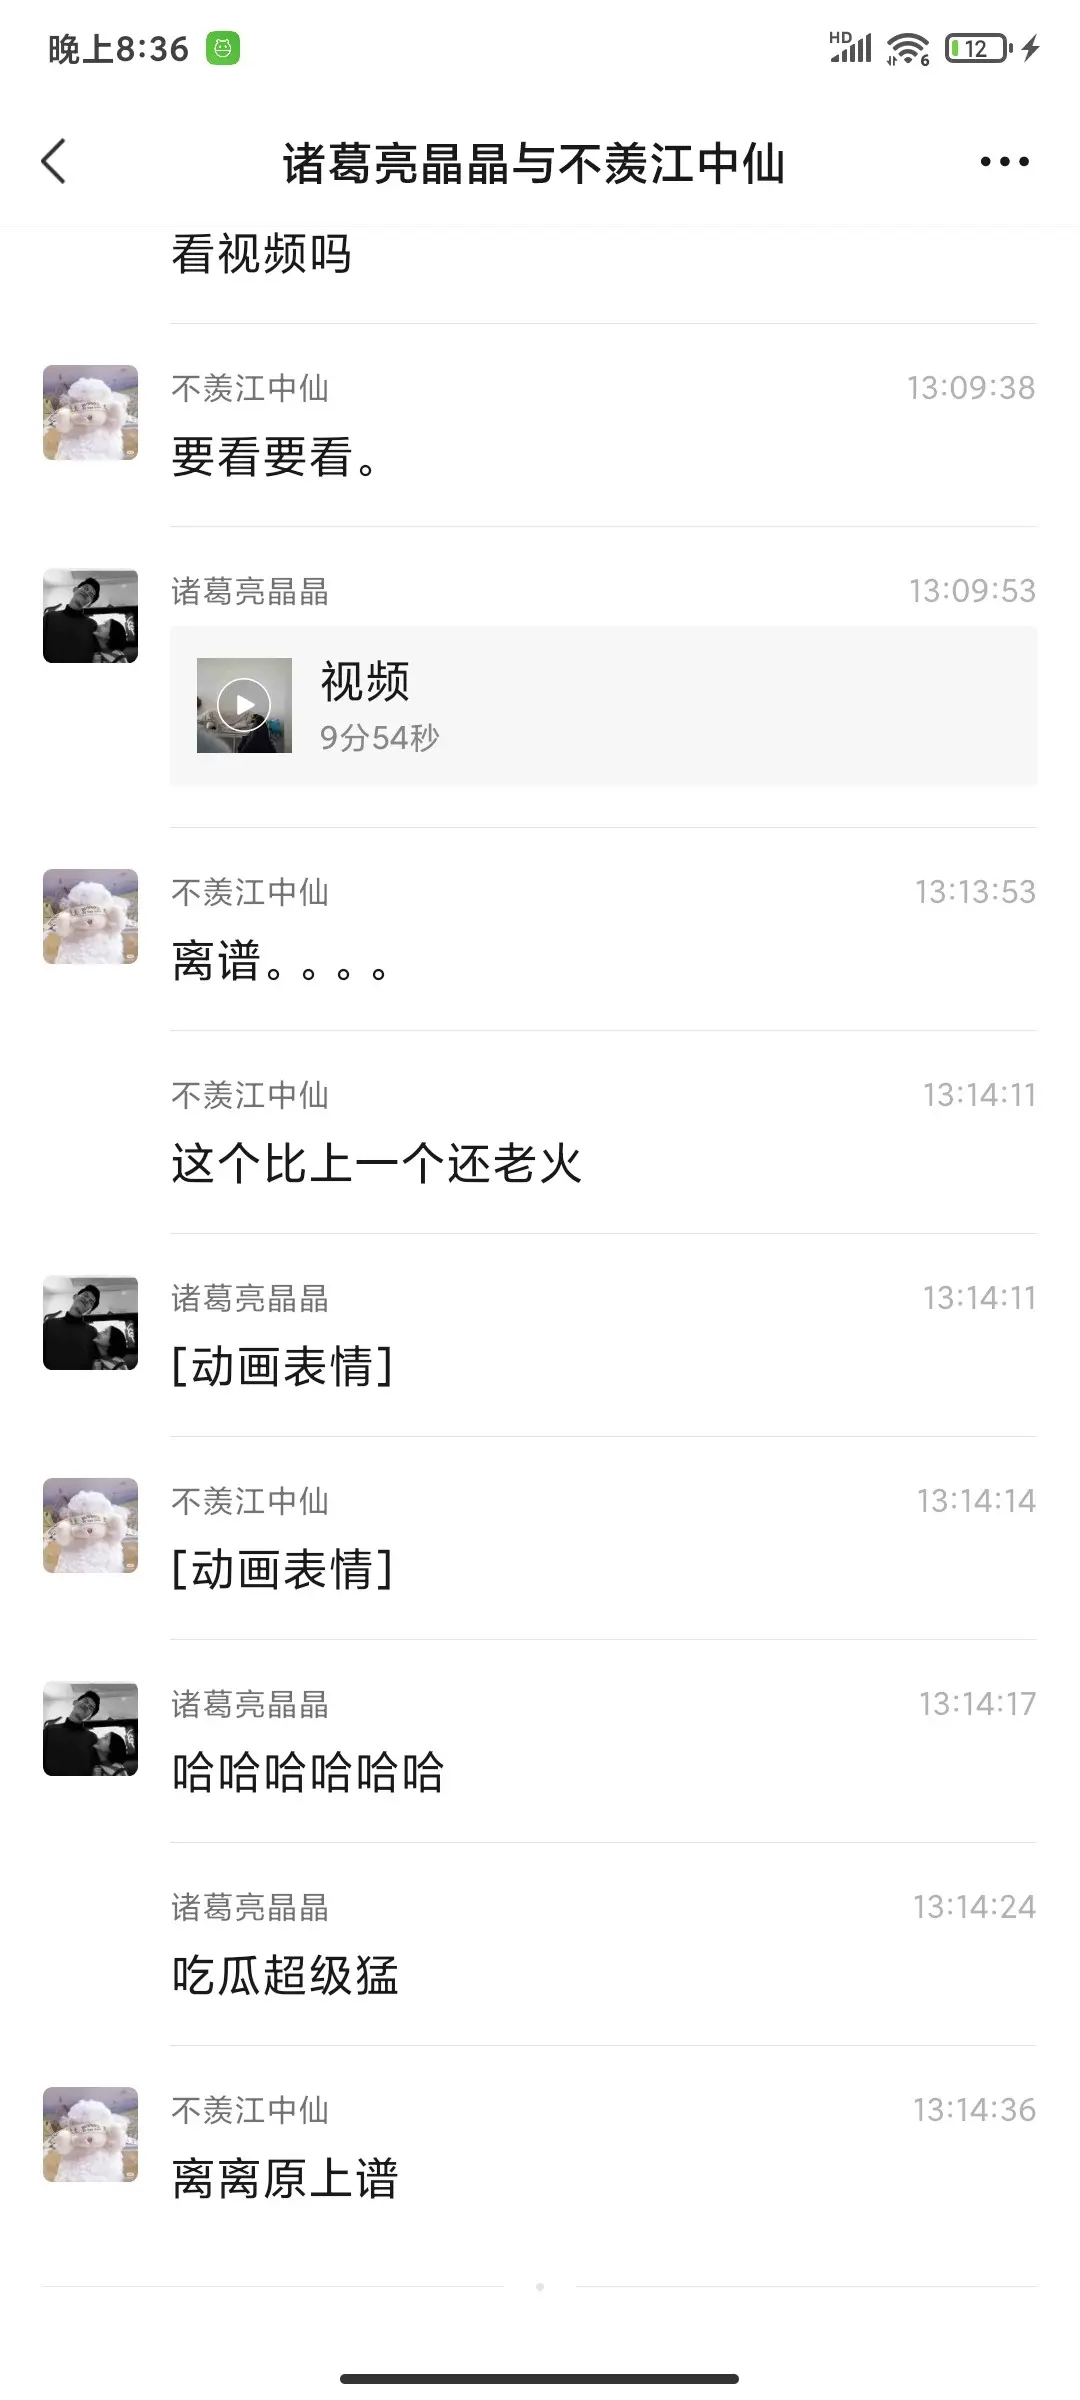 晚上8:36
HD
6
12
诸葛亮晶晶与不羡江中仙
看视频吗
不羡江中仙
13:09:38
要看要看。
诸葛亮晶晶
13:09:53
视频
9分54秒
不羡江中仙
13:13:53
离谱。。。。
不羡江中仙
13:14:11
这个比上一个还老火
诸葛亮晶晶
13:14:11
[动画表情]
不羡江中仙
13:14:14
[动画表情]
诸葛亮晶晶
13:14:17
哈哈哈哈哈哈
诸葛亮晶晶
13:14:24
吃瓜超级猛
不羡江中仙
13:14:36
离离原上谱